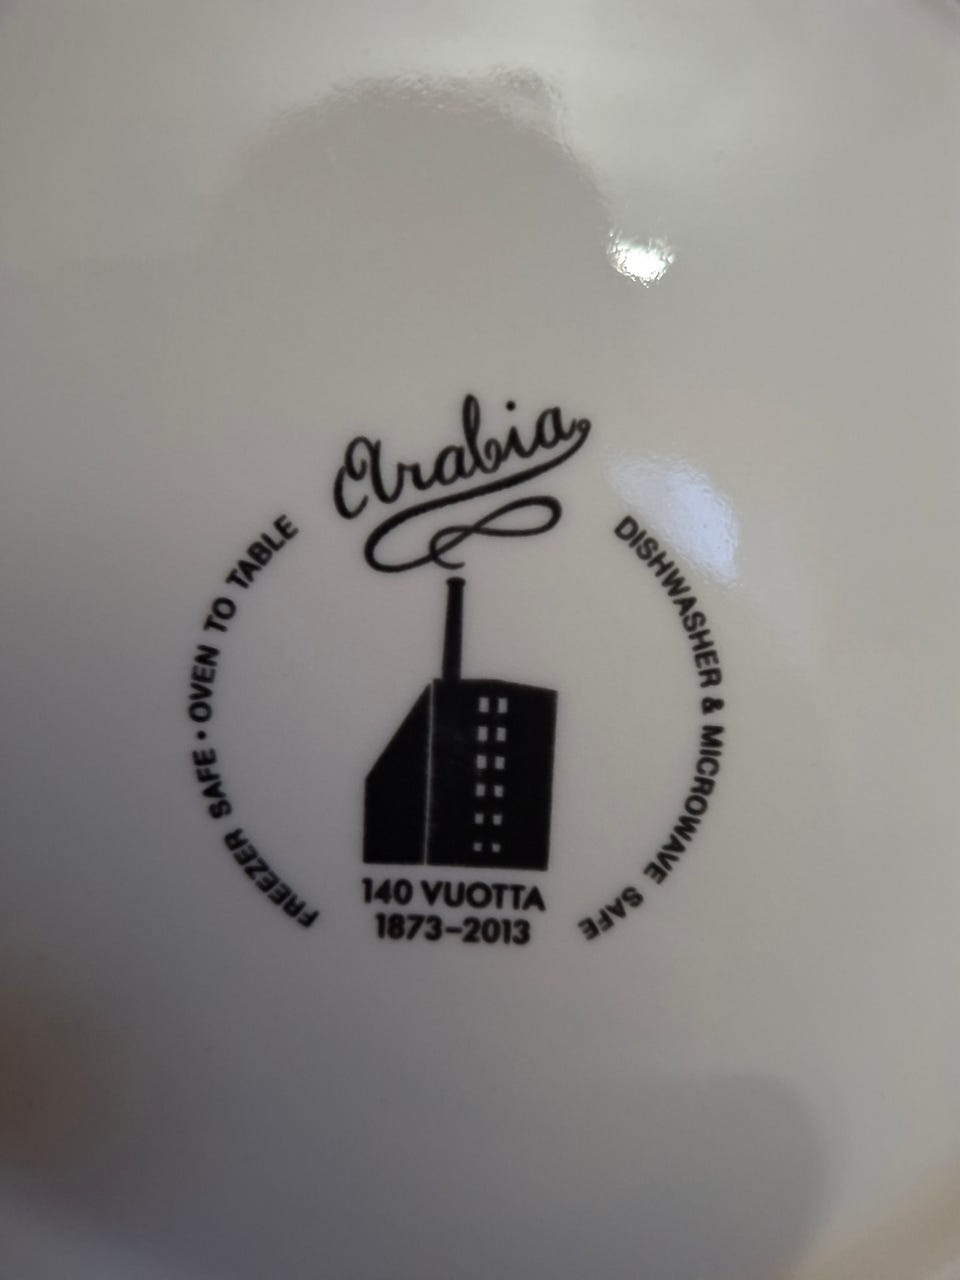 Arabia
FREEZER SAFE • OVEN TO TABLE
DISHWASHER & MICROWAVE SAFE
140 VUOTTA
1873–2013